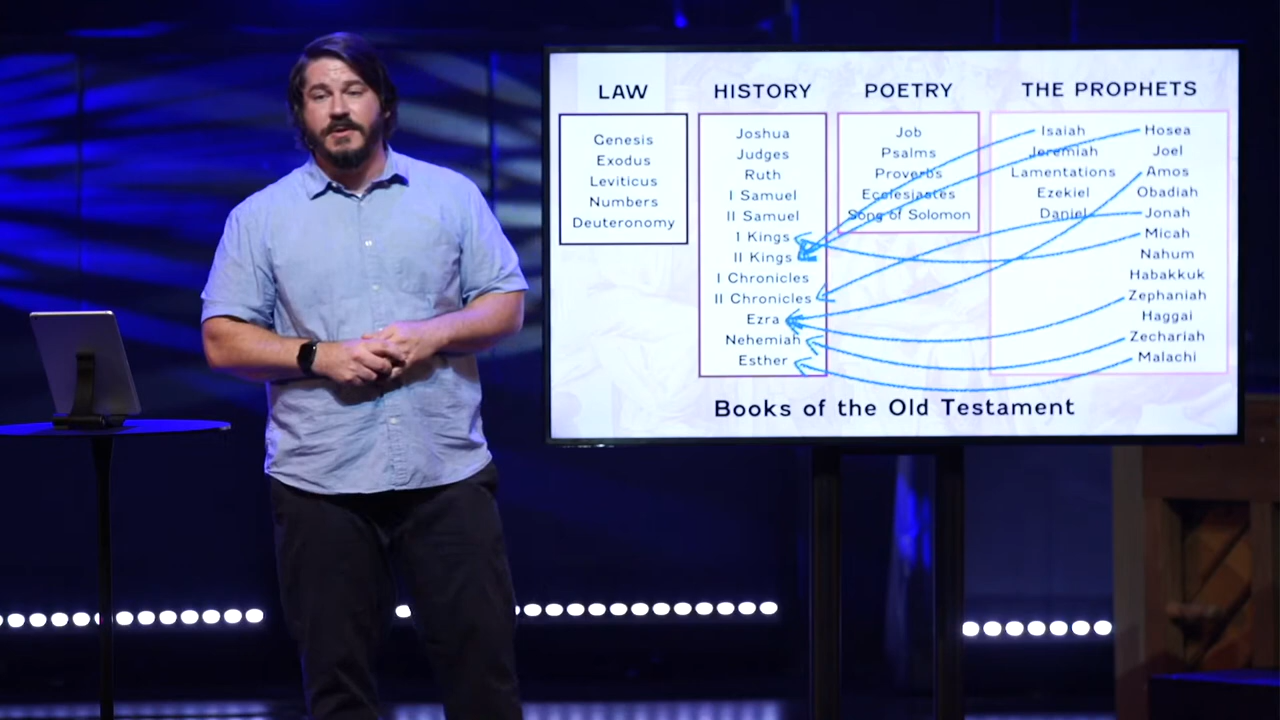 LAW
Genesis
Exodus
Leviticus
Numbers
Deuteronomy
HISTORY
Joshua
Judges
Ruth
I Samuel
II Samuel
I Kings
II Kings
I Chronicles
II Chronicles
Ezra
Nehemiah
Esther
POETRY
Job
Psalms
Proverbs
Ecclesiastes
Song of Solomon
THE PROPHETS
Isaiah
Jeremiah
Lamentations
Ezekiel
Daniel
Hosea
Joel
Amos
Obadiah
Jonah
Micah
Nahum
Habakkuk
Zephaniah
Haggai
Zechariah
Malachi
Books of the Old Testament